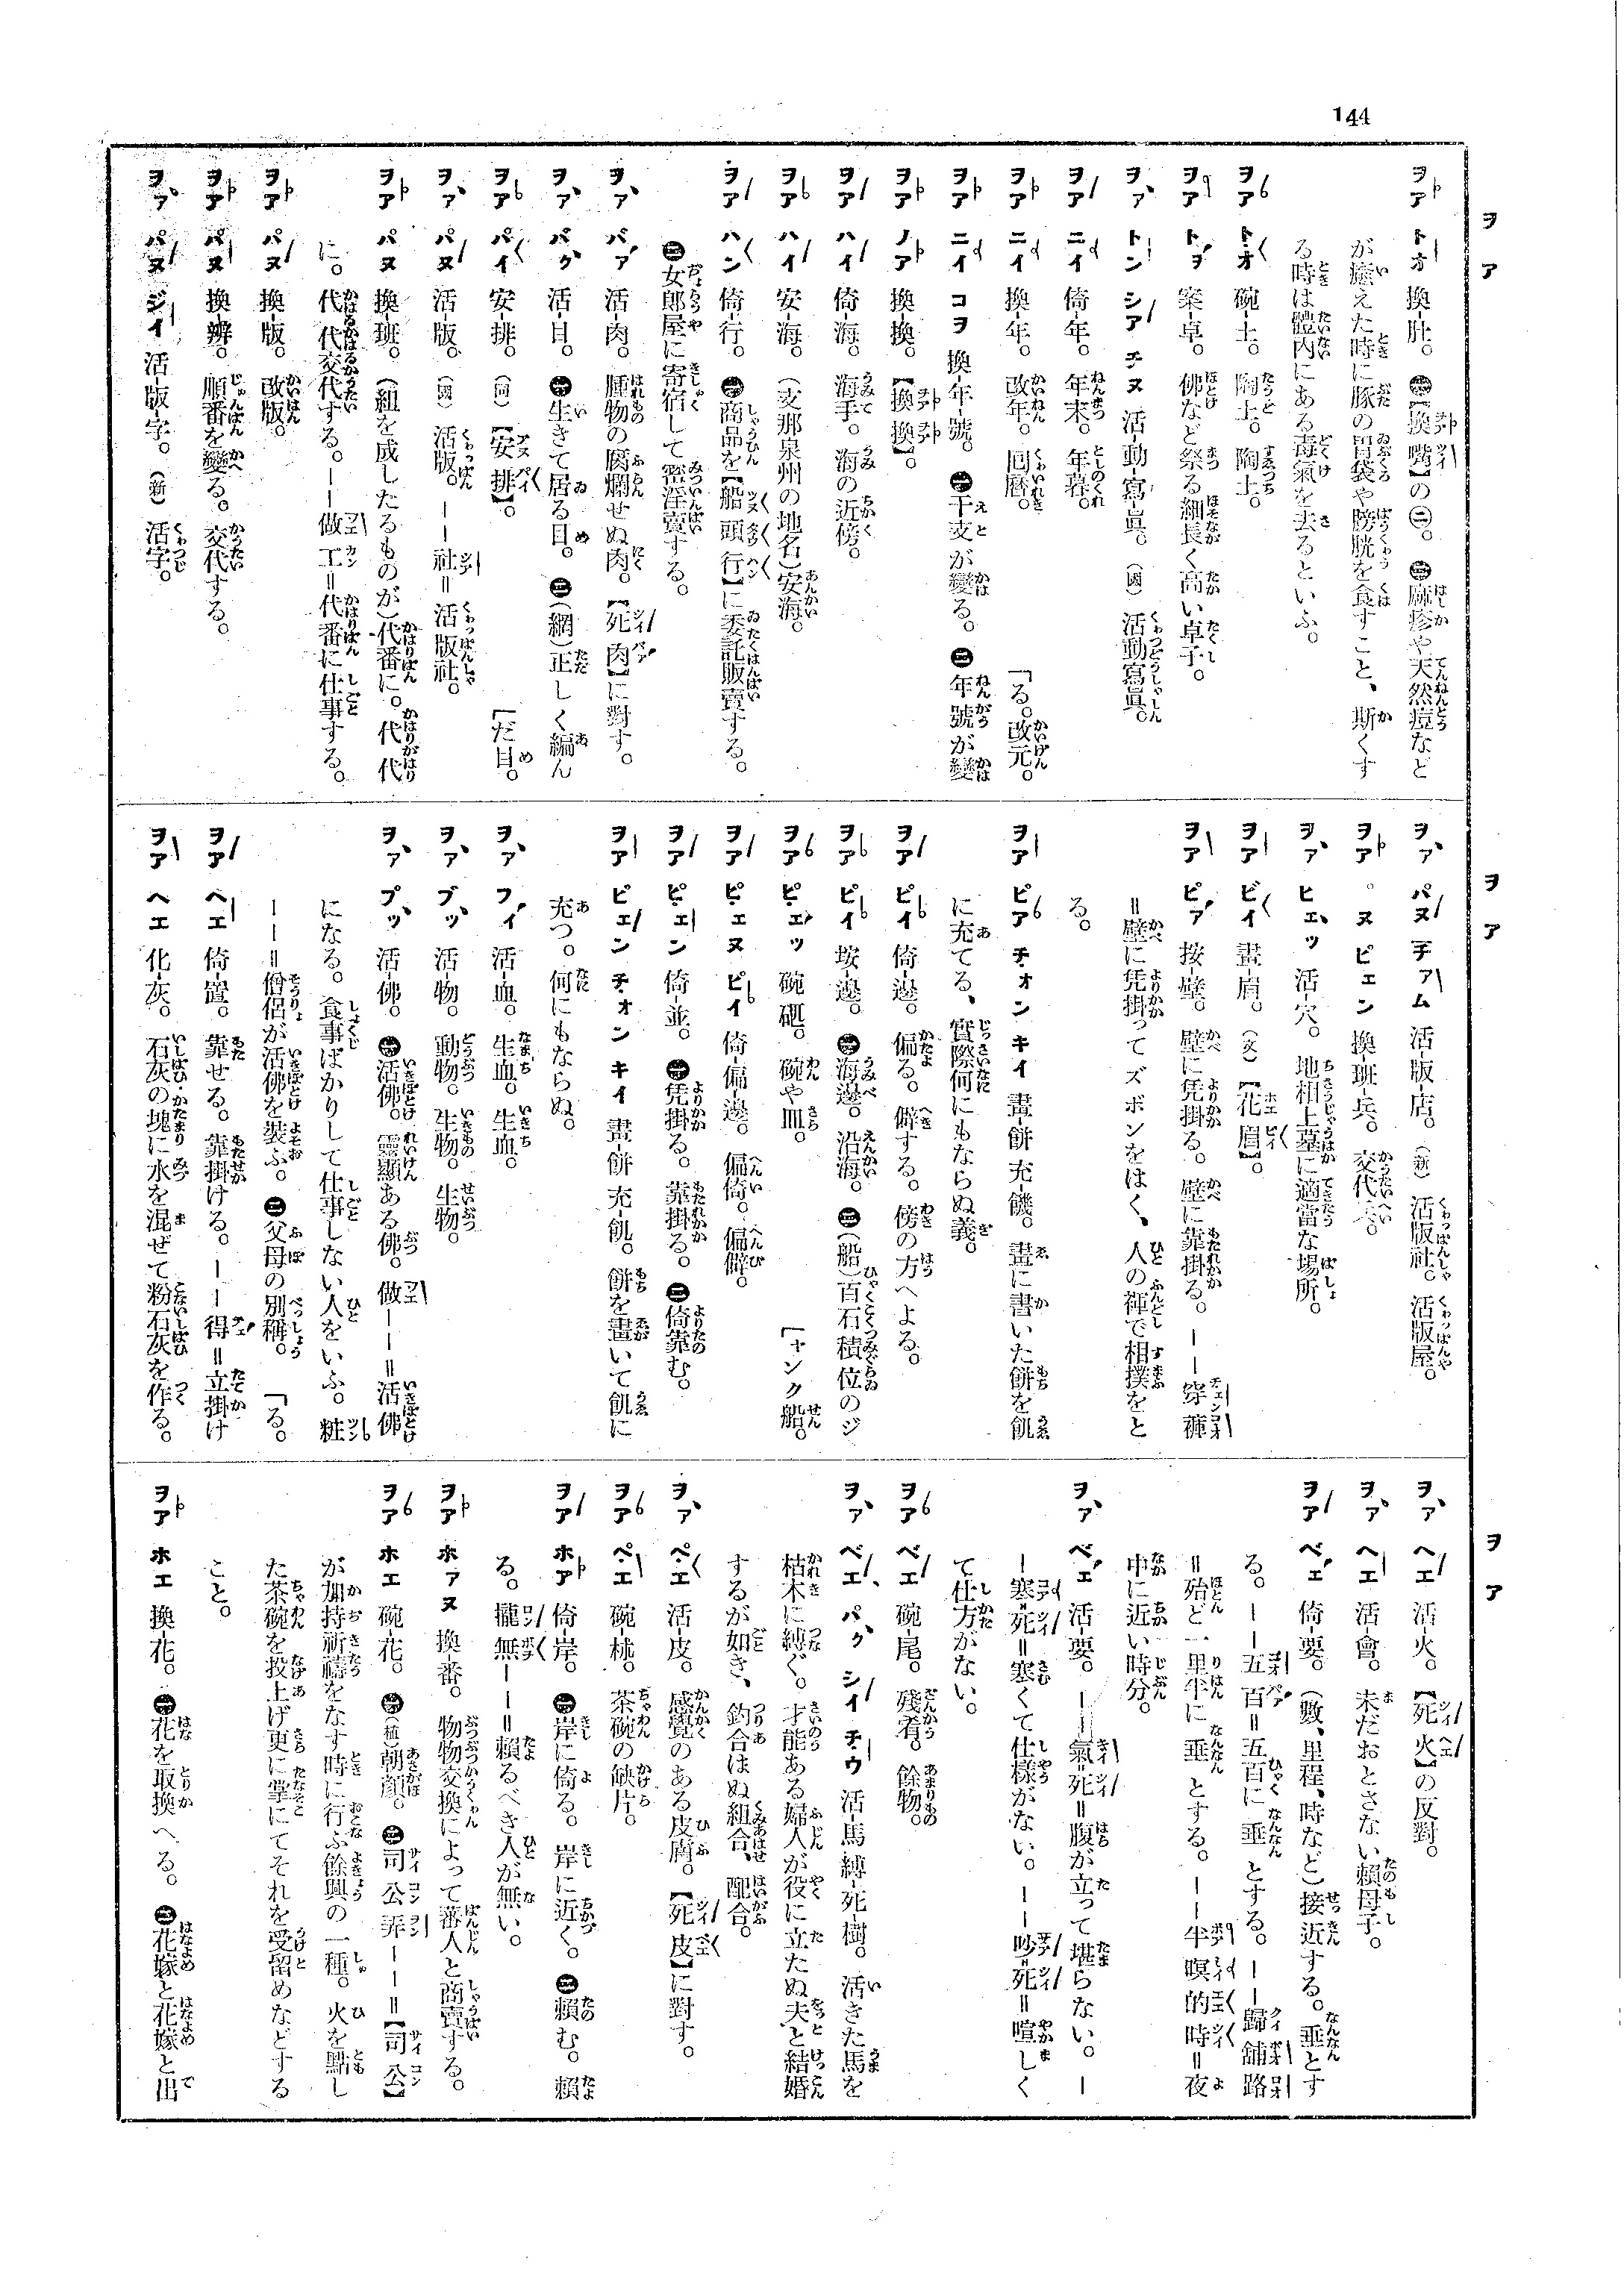 144
ヲア
ヲア トオ 換-肚。 ㊀【換嘴】の㊁。 ㊁麻疹や天然痘など
が癒えた時に豚の胃袋や膀胱を食すこと、斯くす
る時は體內にある毒氣を去るといふ。
ヲア トオ 碗-土。 陶土。陶土。
ヲア トヲ 案-卓。 佛など祭る細長く高い卓子。
ヲァ トン シア チヌ 活-動-寫-眞。(國) 活動寫眞。
ヲア ニイ 倚-年。 年末。年暮。
ヲア ニイ 換-年。 改年。囘曆。 「る。改元。
ヲア ニイ コヲ 換-年-號。 ㊀干支が變る。 ㊁年號が變
ヲア ノア 換換。 【換換】。
ヲア ハイ 倚-海。 海手。海の近傍。
ヲア ハイ 安-海。 (支那泉州の地名)安海。
ヲア ハン 倚-行。 ㊀商品を【船頭行】に委託販賣する。
㊁女郎屋に寄宿して密淫賣する。
ヲァ バァ 活-肉。 腫物の腐爛せぬ肉。【死肉】に對す。
ヲァ バク 活-目。 ㊀生きて居る目。 ㊁(網)正しく編ん
ヲア パイ 安排。(同)【安排】。 「だ目。
ヲァ パヌ 活-版。(國) 活版。――社=活版社。
ヲア パヌ 換-班。 (組を成したるものが)代番に。代代
に。代代交代する。――做工=代番に仕事する。
ヲア パヌ 換-版。 改版。
ヲア パヌ 換辨。 順番を變る。交代する。
ヲァ パヌ ジイ 活-版-字。(新) 活字。
ヲア
ヲァ パヌ チアム 活-版-店。(新) 活版社。活版屋。
ヲア 。ヌ ピェン 換-班-兵。 交代兵。
ヲァ ヒェッ 活-穴。 地相上墓に適當な場所。
ヲア ビイ 畫-眉。(文)【花眉】。
ヲア ピァ 按-壁。 壁に凭掛る。壁に靠掛る。――穿褲
=壁に凭掛ってズボンをはく、人の褌で相撲をと
る。
ヲア ピア チォン キイ 畫-餅充-饑。 畫に書いた餅を飢
に充てる、實際何にもならぬ義。
ヲア ピイ 倚-邊。 偏る。僻する。傍の方へよる。
ヲア ピイ 垵-邊。 ㊀海邊。沿海。 ㊁(船)百石積位のジ
ヲア ピェッ 碗硘。 碗や皿。 「ャンク船。
ヲア ピェヌ ピイ 倚-偏-邊。 偏倚。偏僻。
ヲア ピェン 倚-並。 ㊀凭掛る。靠掛る。 ㊁倚靠む。
ヲア ピェン チォン キイ 畫-餅充-飢。 餅を畫いて飢に
充つ。何にもならぬ。
ヲァ フイ 活-血。 生血。生血。
ヲァ ブッ 活-物。 動物。生物。生物。
ヲァ プッ 活-佛。 ㊀活佛。靈顯ある佛。做――=活佛
になる。食事ばかりして仕事しない人をいふ。粧
――=僧侶が活佛を裝ふ。 ㊁父母の別稱。 「る。
ヲア ヘエ 倚-置。 靠せる。靠掛ける。――得=立掛け
ヲア ヘエ 化-灰。 石灰の塊に水を混ぜて粉石灰を作る。
ヲア
ヲァ ヘエ 活-火。 【死火】の反對。
ヲァ ヘエ 活-會。 未だおとさない賴母子。
ヲア ベェ 倚-要。 (數、里程、時など)接近する。垂とす
る。――五百=五百に垂とする。――歸舖路
=殆ど一里半に垂とする。――半暝的時=夜
中に近い時分。
ヲァ ベェ 活-要。 ――氣-死=腹が立って堪らない。―
―寒-死=寒くて仕樣がない。――吵-死=喧しく
て仕方がない。
ヲア ベエ 碗尾。 殘肴。餘物。
ヲァ ベエ パク シイ チウ 活-馬縛-死-樹。 活きた馬を
枯木に縛ぐ。才能ある婦人が役に立たぬ夫と結婚
するが如き、釣合はぬ組合、配合。
ヲァ ペエ 活-皮。 感覺のある皮膚。【死皮】に對す。
ヲア ペエ 碗-柿。 茶碗の缺片。
ヲア ホア 倚-岸。 ㊀岸に倚る。岸に近く。 ㊁賴む。賴
る。攏無――=賴るべき人が無い。
ヲア ホァヌ 換-番。 物物交換によって蕃人と商賣する。
ヲア ホエ 碗花。 ㊀(植)朝顔。 ㊁司公弄――=【司公】
が加持祈禱をなす時に行ふ餘興の一種。火を點し
た茶碗を投上げ更に掌にてそれを受留めなどする
こと。
ヲア ホエ 換-花。 ㊀花を取換へる。 ㊁花嫁と花嫁と出